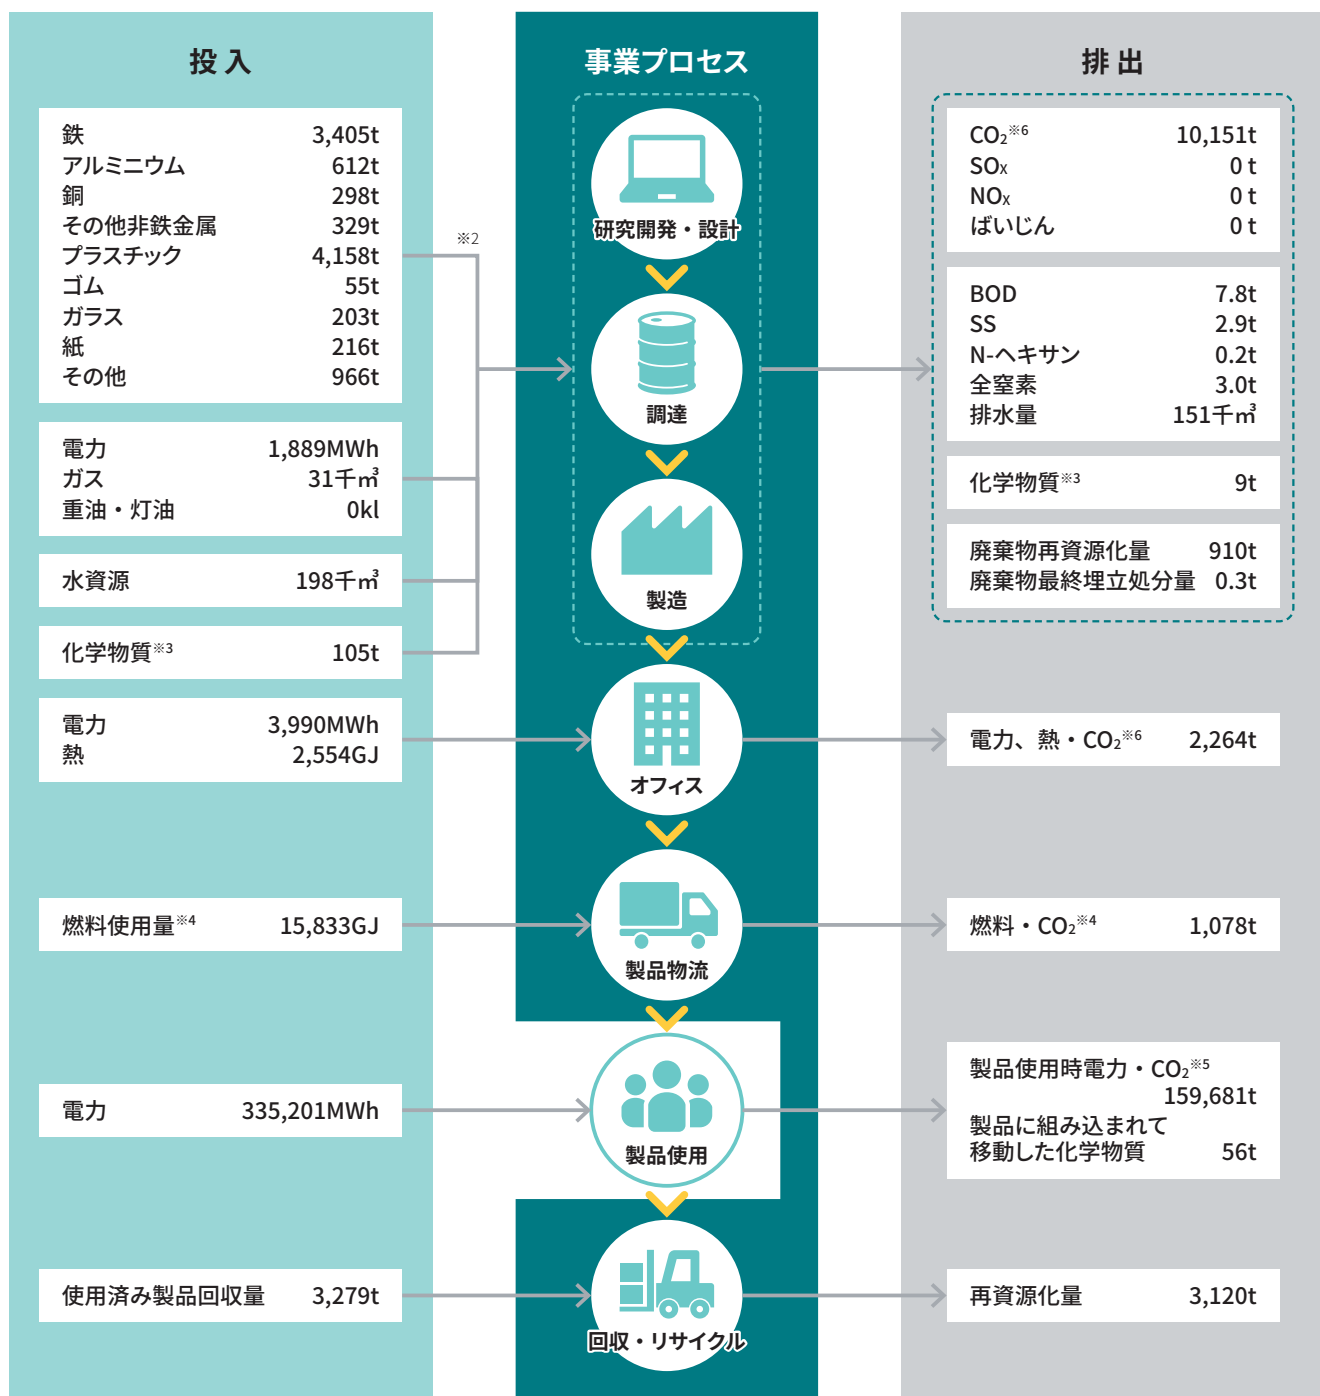 投入
鉄 3,405t
アルミニウム 612t
銅 298t
その他非鉄金属 329t
プラスチック 4,158t
ゴム 55t
ガラス 203t
紙 216t
その他 966t
※2
電力 1,889MWh
ガス 31千㎥
重油・灯油 0kl
水資源 198千㎥
化学物質※3 105t
電力 3,990MWh
熱 2,554GJ
燃料使用量※4 15,833GJ
電力 335,201MWh
使用済み製品回収量 3,279t
事業プロセス
研究開発・設計
調達
製造
オフィス
製品物流
製品使用
回収・リサイクル
排出
CO₂※6 10,151t
SOx 0 t
NOx 0 t
ばいじん 0 t
BOD 7.8t
SS 2.9t
N-ヘキサン 0.2t
全窒素 3.0t
排水量 151千㎥
化学物質※3 9t
廃棄物再資源化量 910t
廃棄物最終埋立処分量 0.3t
電力、熱・CO₂※6 2,264t
燃料・CO₂※4 1,078t
製品使用時電力・CO₂※5
159,681t
製品に組み込まれて
移動した化学物質 56t
再資源化量 3,120t